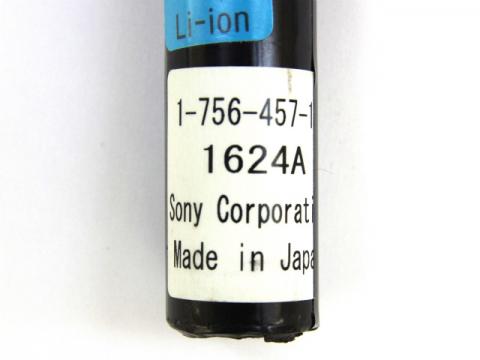 Li-ion
1-756-457-1
1624A
Sony Corporati
Made in Japa